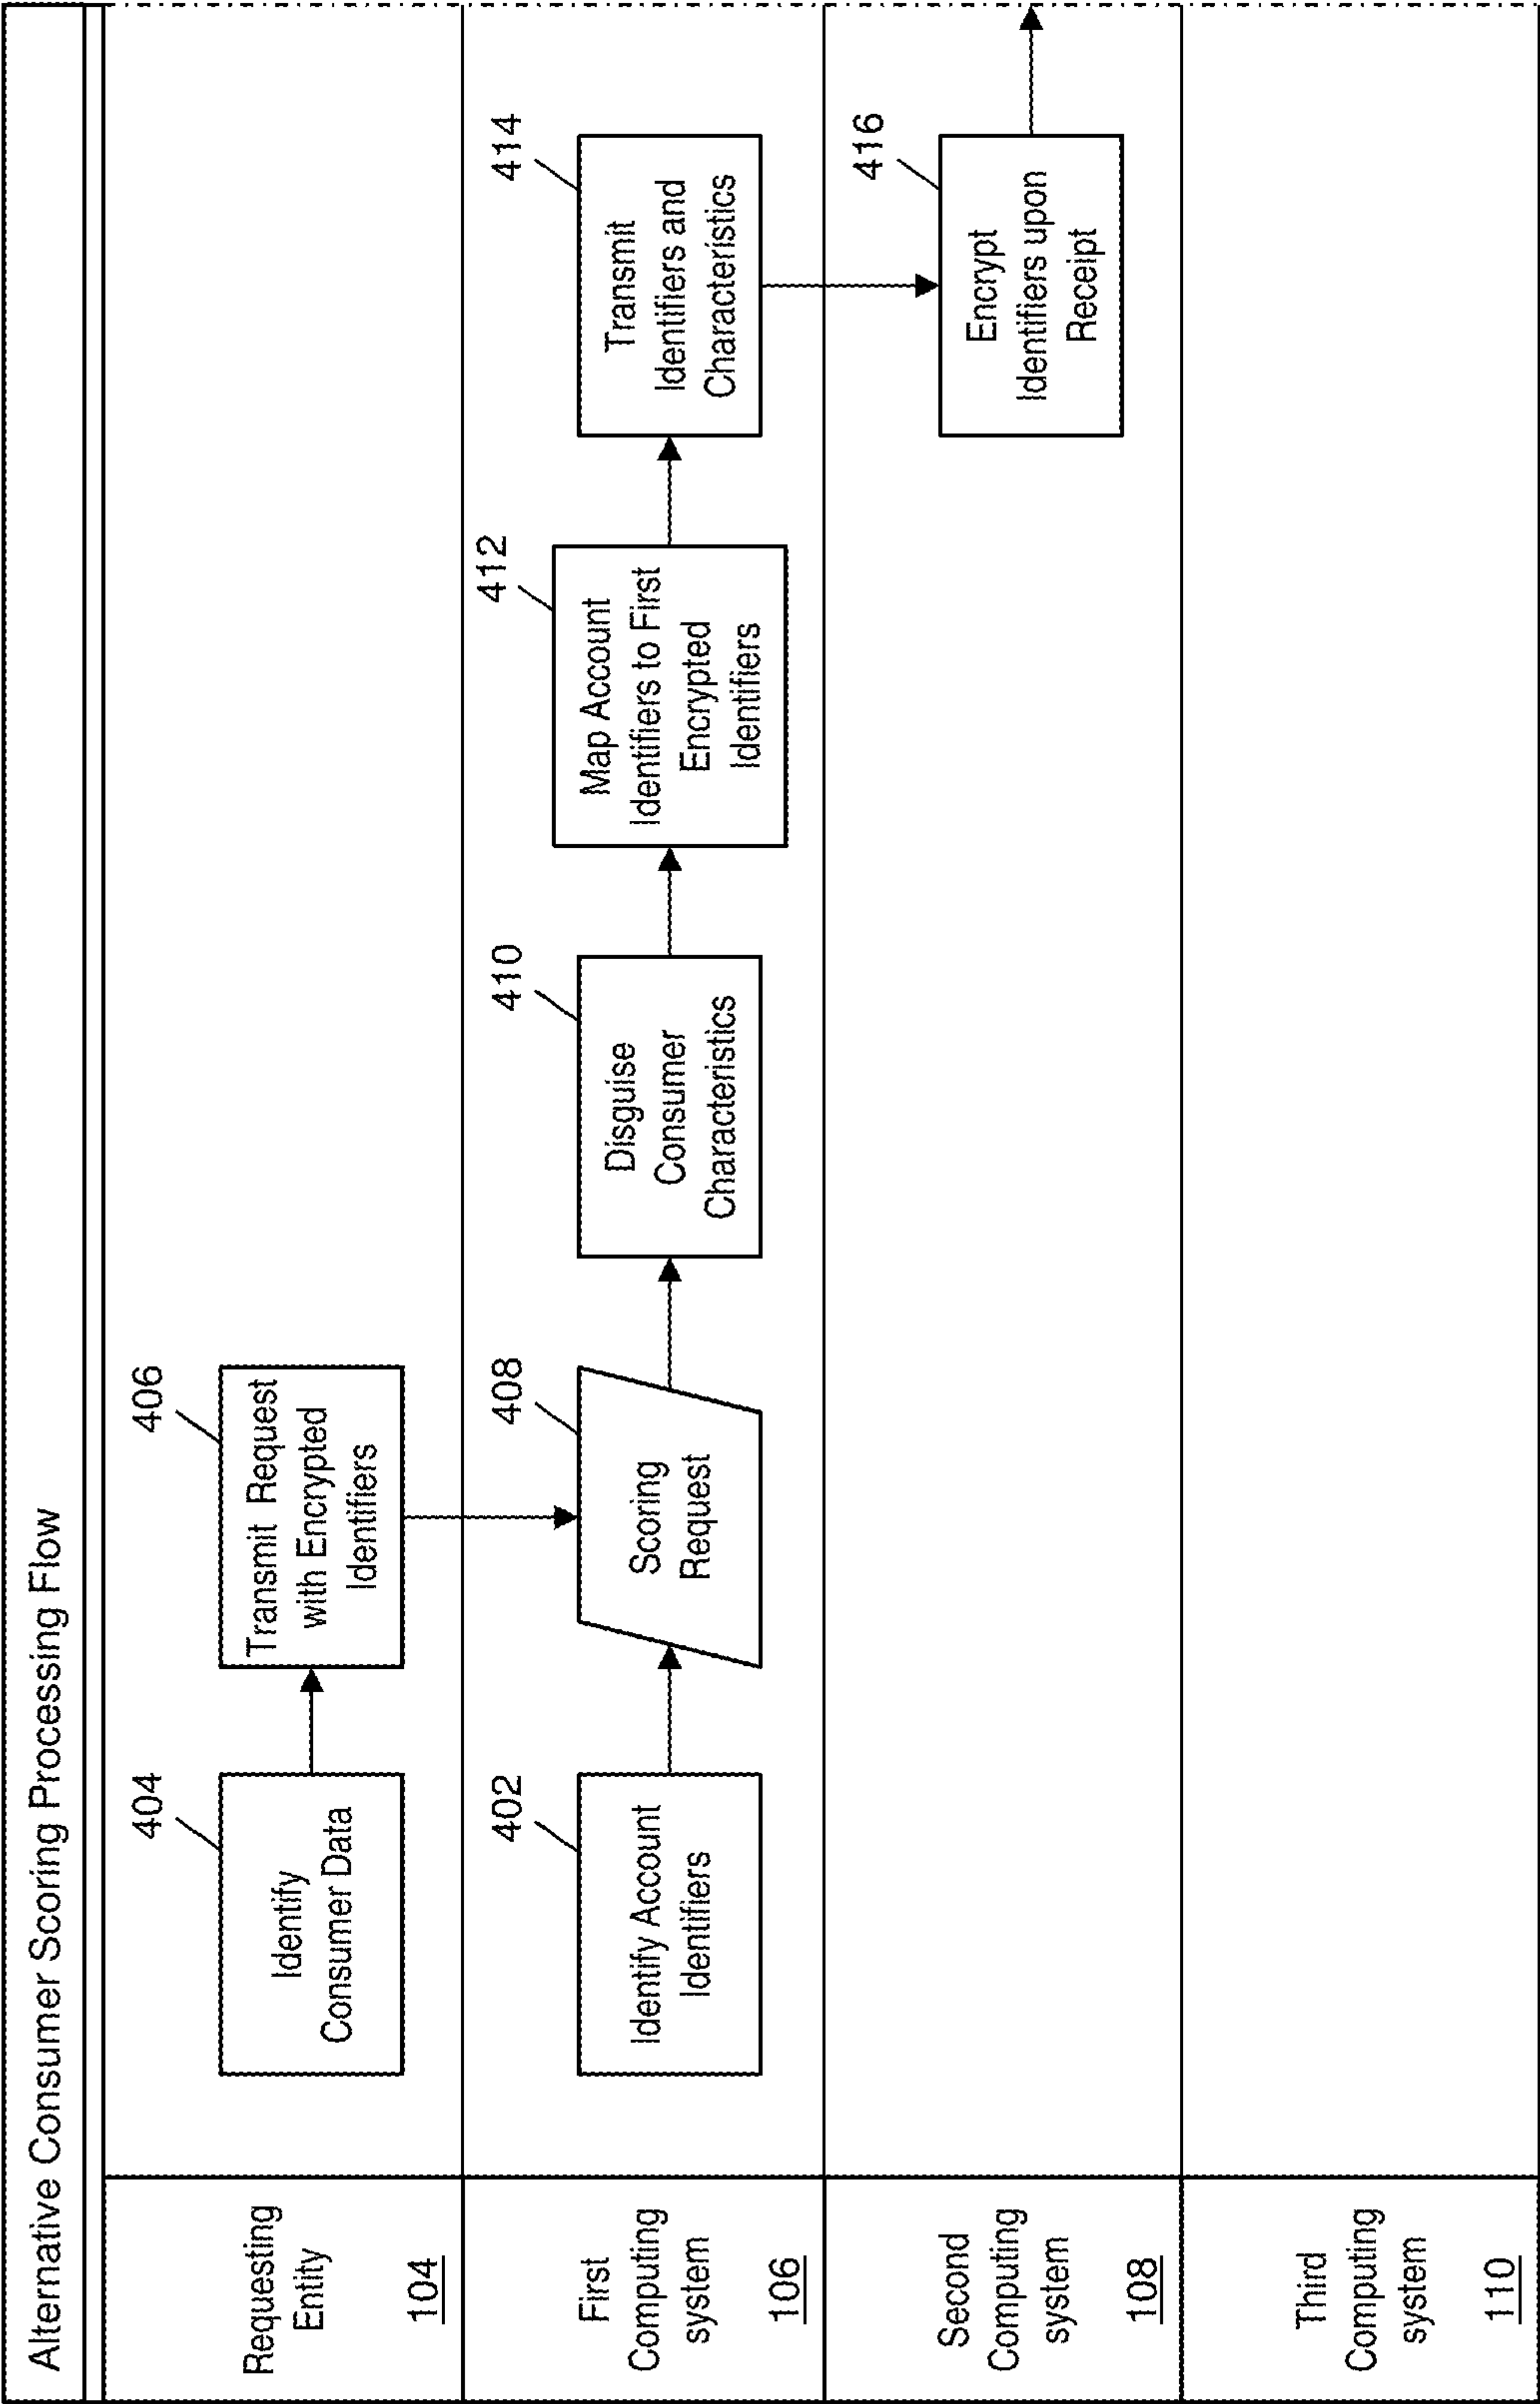 Alternative Consumer Scoring Processing Flow
Requesting
Entity
104
404
Identify
Consumer Data
406
Transmit Request
with Encrypted
Identifiers
First
Computing
system
106
402
Identify Account
Identifiers
408
Scoring
Request
410
Disguise
Consumer
Characteristics
412
Map Account
Identifiers to First
Encrypted
Identifiers
414
Transmit
Identifiers and
Characteristics
Second
Computing
system
108
416
Encrypt
Identifiers upon
Receipt
Third
Computing
system
110